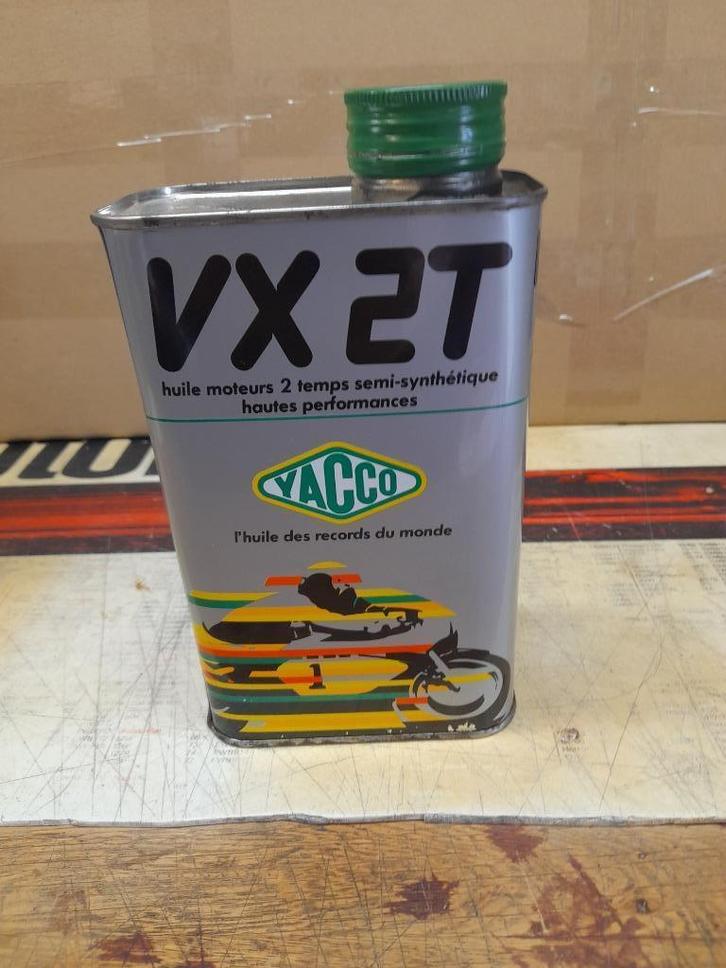 VX 2T
huile moteurs 2 temps semi-synthétique
hautes performances
YACCO
l'huile des records du monde
1